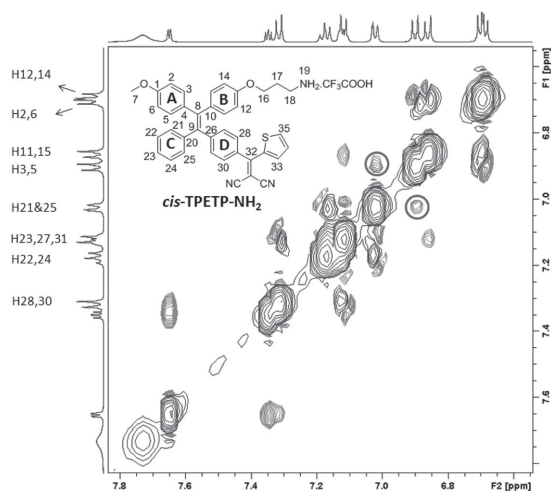 H12,14
H2,6
H11,15
H3,5
H21&25
H23,27,31
H22,24
H28,30
2
1
O
7
A
3
6
5
4
8
14
B
10
12
O
16
17
18
19
NH2.CF3COOH
22
21
C
9
20
23
24
25
26
28
D
30
S
35
32
33
NC
CN
cis-TPETP-NH2
F1 [ppm]
6.8
7.0
7.2
7.4
7.6
7.8
7.6
7.4
7.2
7.0
6.8
F2 [ppm]